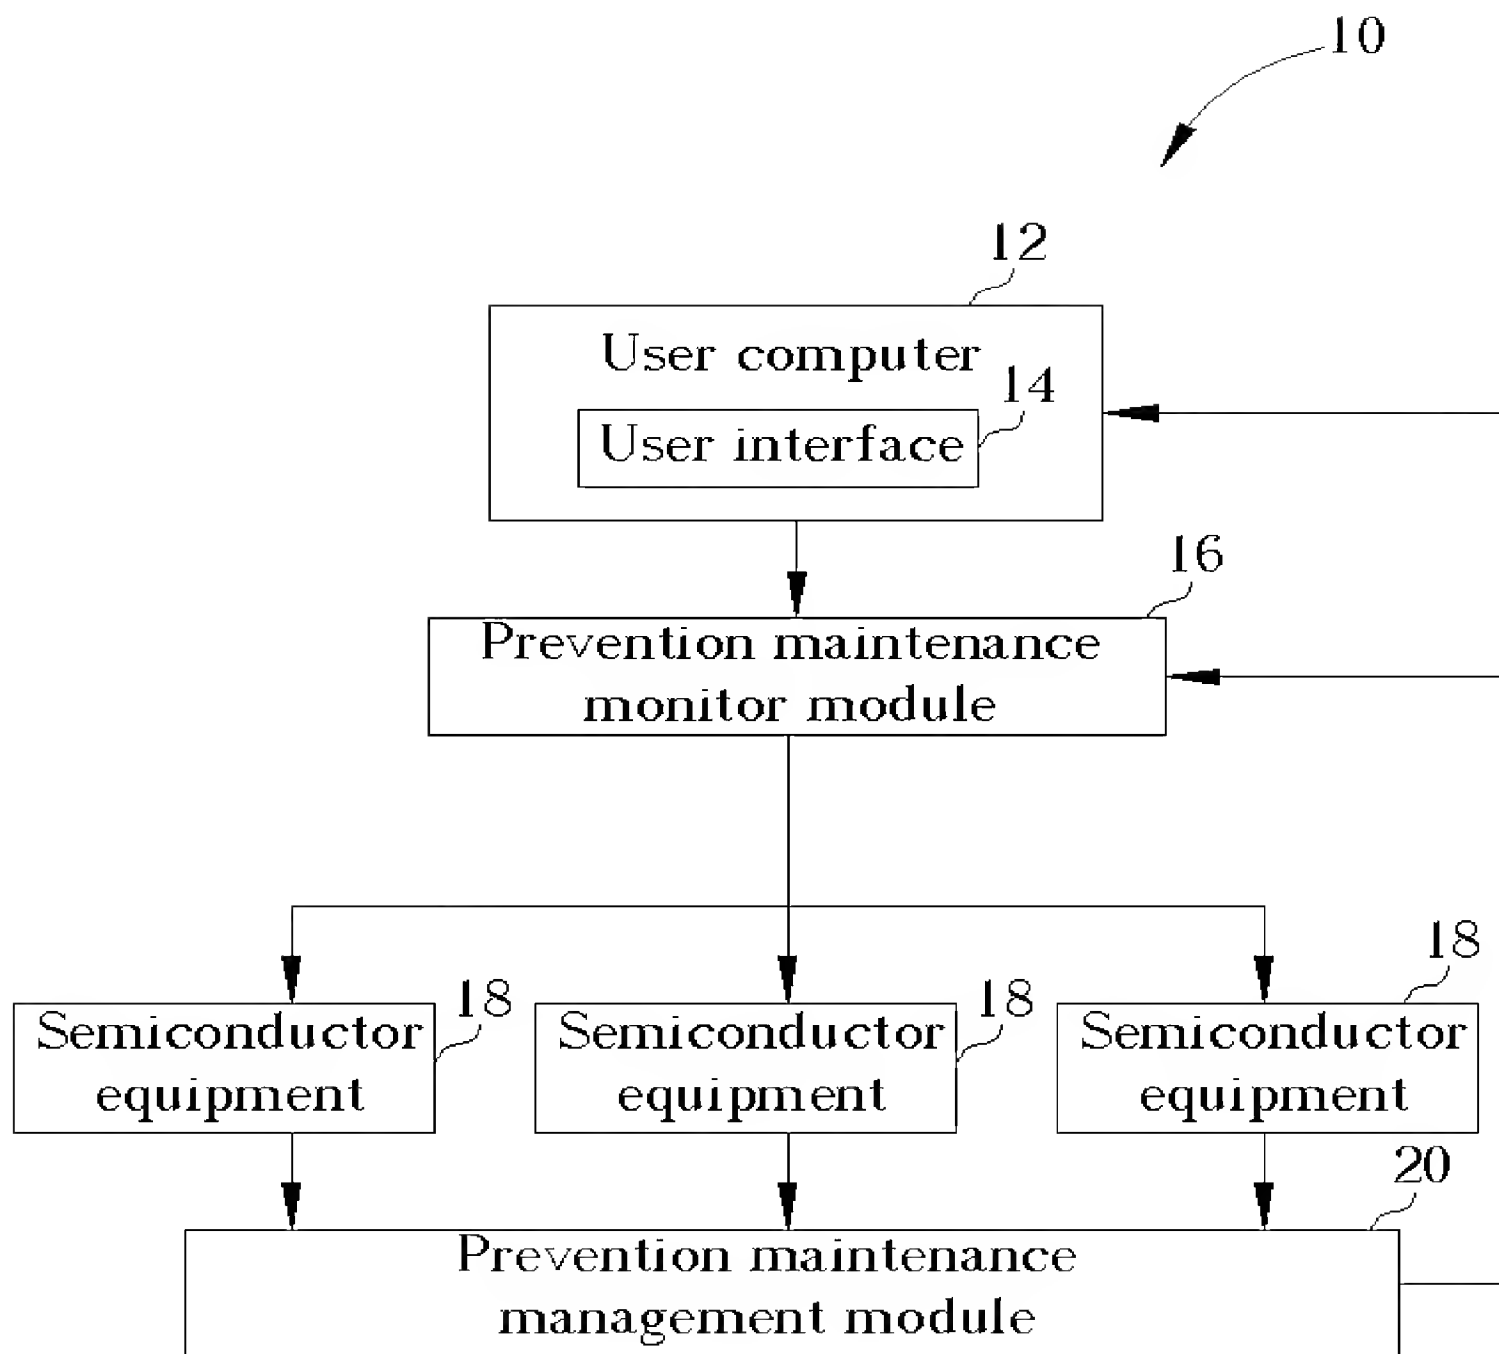 10
12
User computer
14
User interface
16
Prevention maintenance
monitor module
18
18
18
Semiconductor
equipment
Semiconductor
equipment
Semiconductor
equipment
20
Prevention maintenance
management module